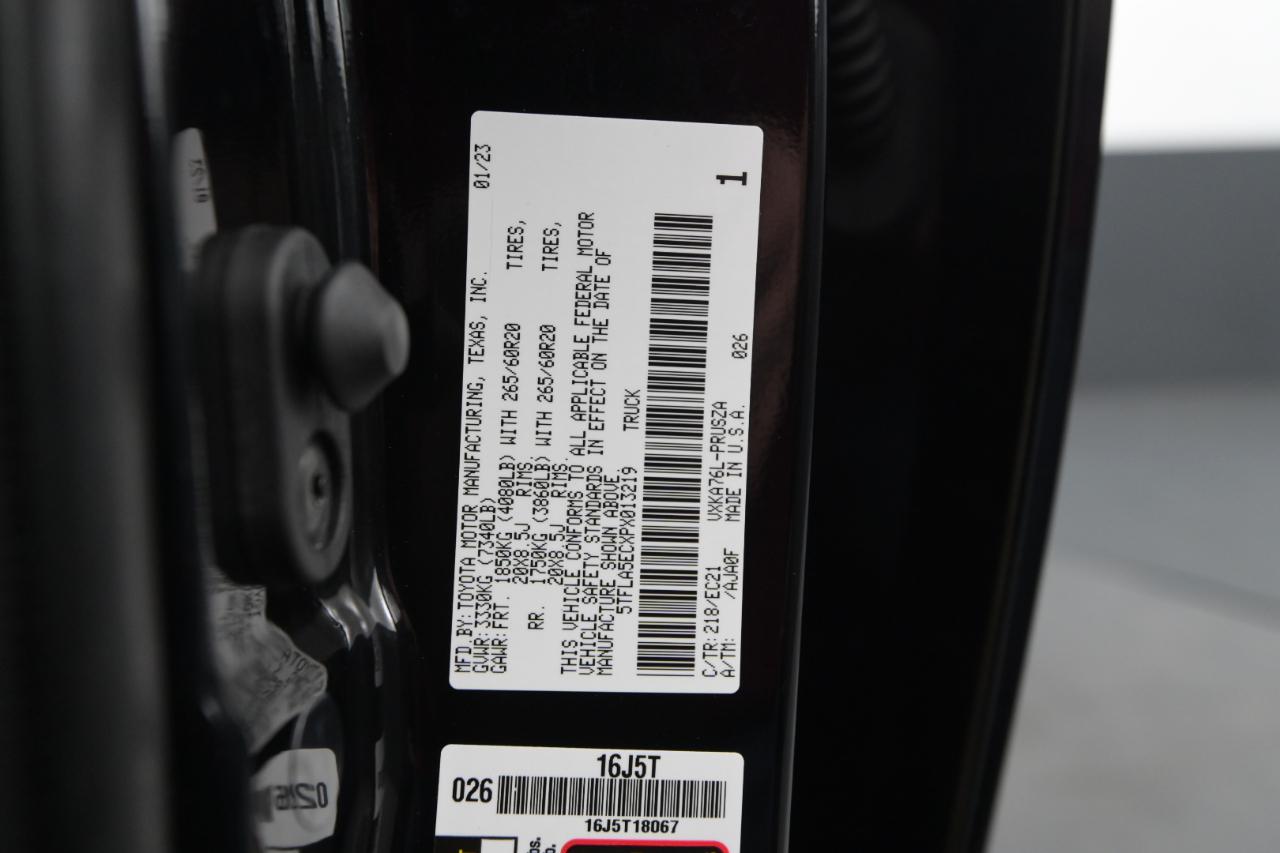 MFD.BY:TOYOTA MOTOR MANUFACTURING, TEXAS, INC. 01/23
GVWR:3330KG (7340LB)
GAWR:FRT. 1850KG (4080LB) WITH 265/60R20 TIRES,
20X8.5J RIMS,
RR. 1750KG (3860LB) WITH 265/60R20 TIRES,
20X8.5J RIMS.
THIS VEHICLE CONFORMS TO ALL APPLICABLE FEDERAL MOTOR
VEHICLE SAFETY STANDARDS IN EFFECT ON THE DATE OF
MANUFACTURE SHOWN ABOVE.
5TFLA5ECXPX013219 TRUCK
C/TR:218/EC21 VXKA76L-PRUSZA 026
A/TM: /AJA0F MADE IN U.S.A.
1
16J5T
026
16J5T18067